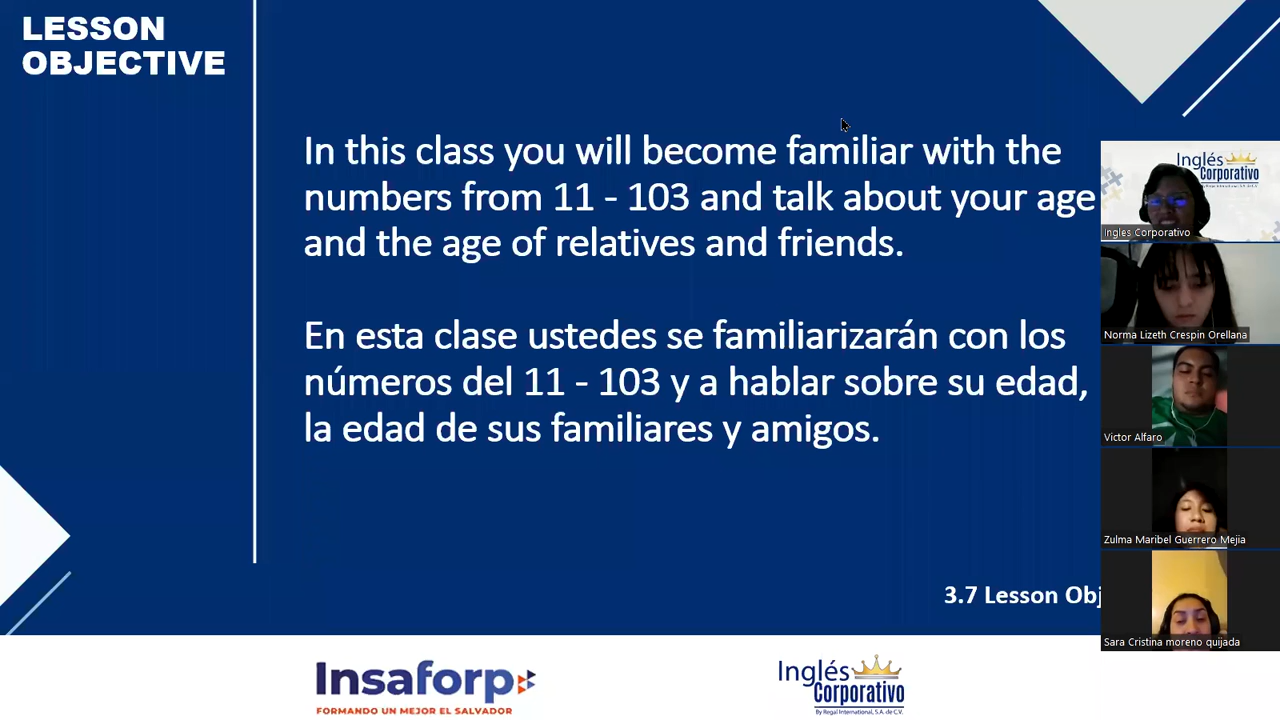 LESSON
OBJECTIVE
In this class you will become familiar with the
numbers from 11 - 103 and talk about your age
and the age of relatives and friends.
En esta clase ustedes se familiarizarán con los
números del 11 - 103 y a hablar sobre su edad,
la edad de sus familiares y amigos.
3.7 Lesson Obj
Insaforp
FORMANDO UN MEJOR EL SALVADOR
Inglés
Corporativo
By Regal International, S.A. de C.V.
Inglés
Corporativo
Ingles Corporativo
Norma Lizeth Crespin Orellana
Victor Alfaro
Zulma Maribel Guerrero Mejia
Sara Cristina moreno quijada